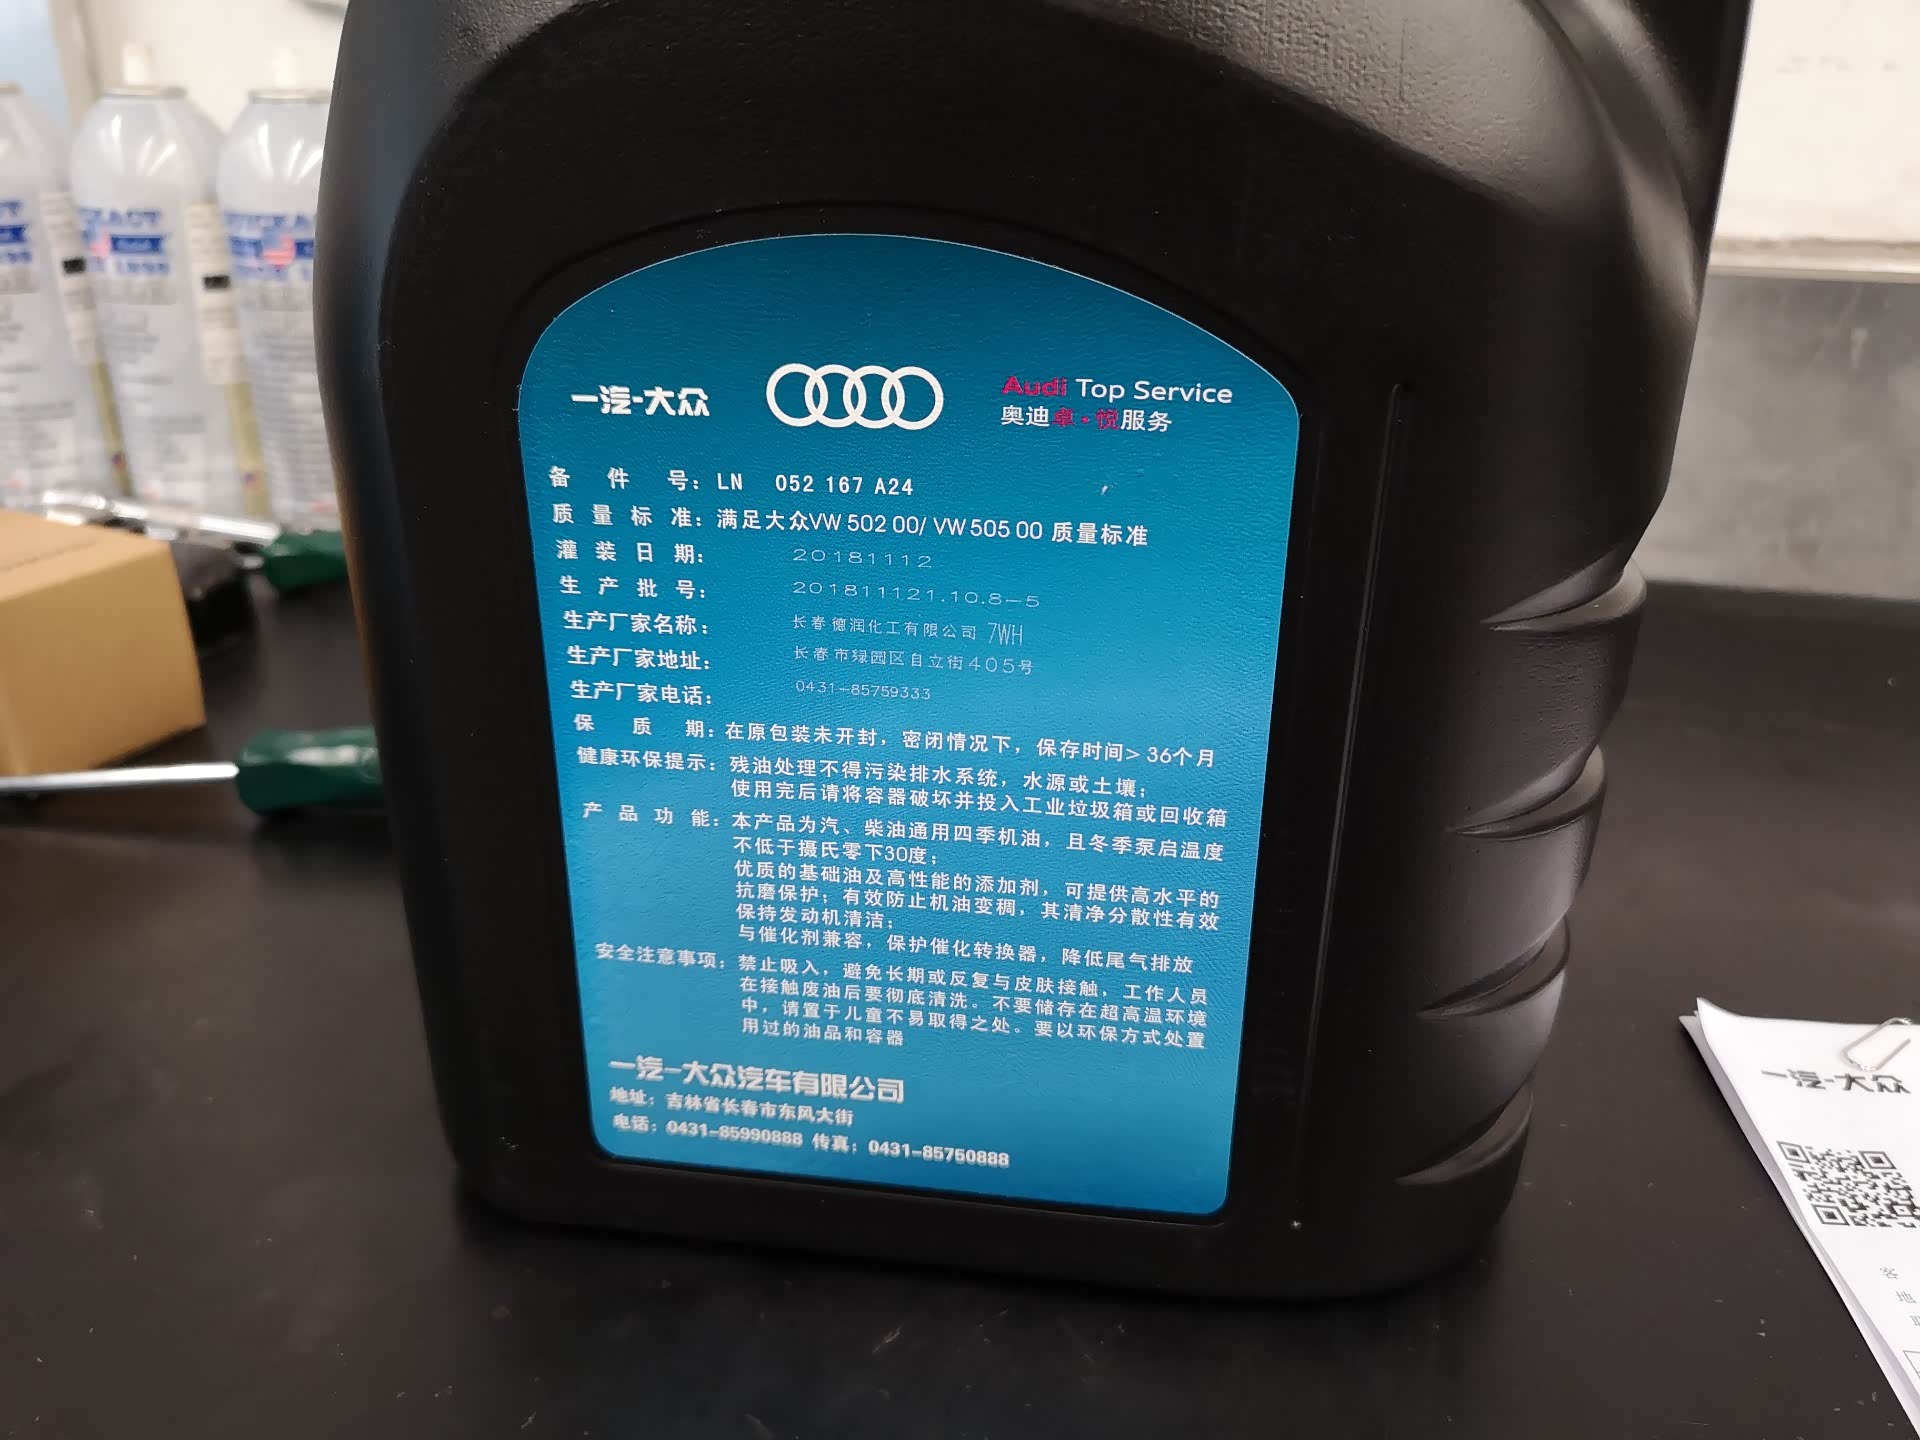 一汽-大众
Audi Top Service
奥迪卓·悦服务
备件号：LN 052 167 A24
质量标准：满足大众VW 502 00/ VW 505 00 质量标准
灌装日期：20181112
生产批号：201811121.10.8-5
生产厂家名称：长春德润化工有限公司 7WH
生产厂家地址：长春市绿园区自立街405号
生产厂家电话：0431-85759333
保质期：在原包装未开封，密闭情况下，保存时间> 36个月
健康环保提示：残油处理不得污染排水系统，水源或土壤；
使用完后请将容器破坏并投入工业垃圾箱或回收箱
产品功能：本产品为汽、柴油通用四季机油，且冬季泵启温度
不低于摄氏零下30度；
优质的基础油及高性能的添加剂，可提供高水平的
抗磨保护；有效防止机油变稠，其清净分散性有效
保持发动机清洁；
与催化剂兼容，保护催化转换器，降低尾气排放
安全注意事项：禁止吸入，避免长期或反复与皮肤接触，工作人员
在接触废油后要彻底清洗。不要储存在超高温环境
中，请置于儿童不易取得之处。要以环保方式处置
用过的油品和容器
一汽-大众汽车有限公司
地址：吉林省长春市东风大街
电话：0431-85990888 传真：0431-85750888
一汽-大众
客
地